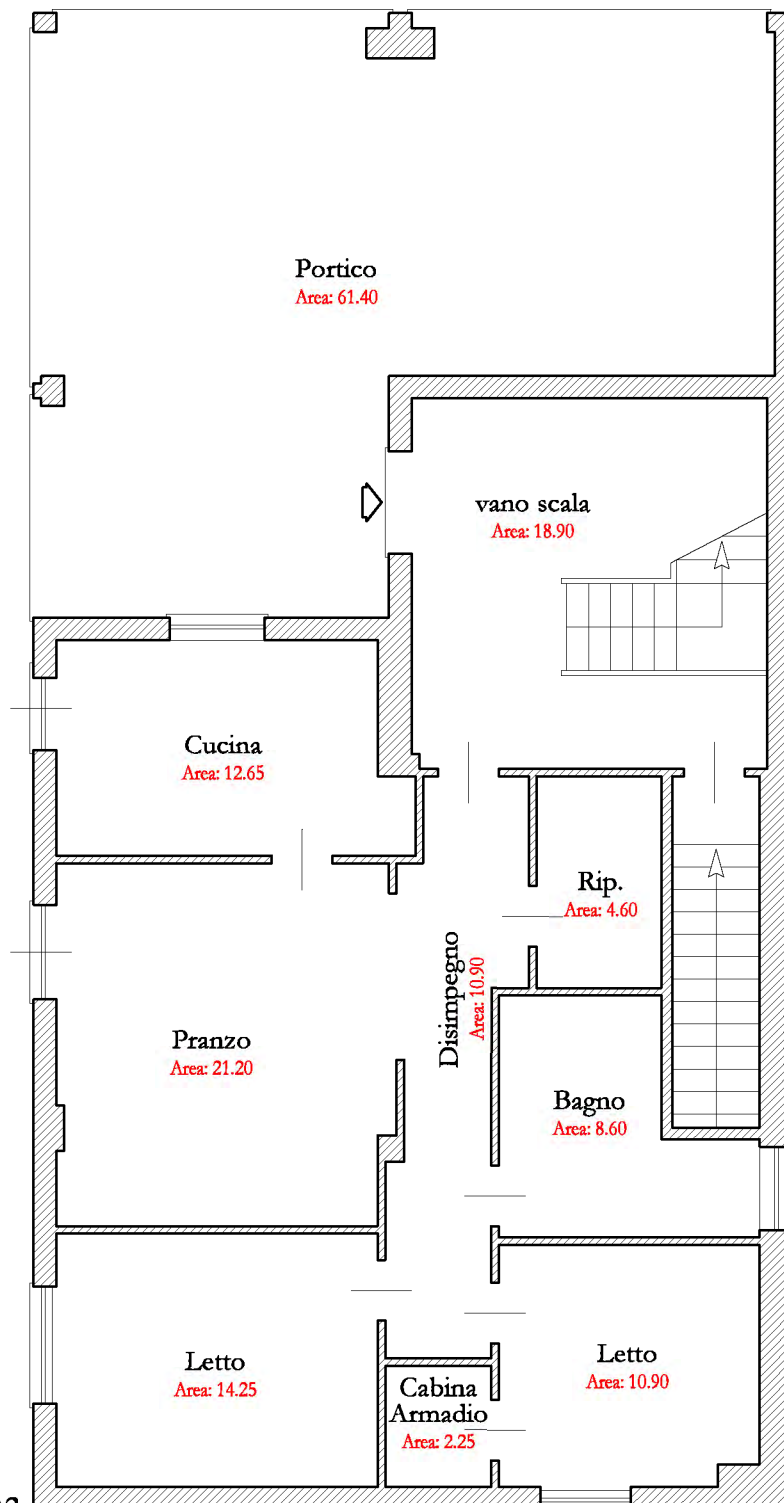 Portico
Area: 61.40
vano scala
Area: 18.90
Cucina
Area: 12.65
Rip.
Area: 4.60
Disimpegno
Area: 10.90
Pranzo
Area: 21.20
Bagno
Area: 8.60
Letto
Area: 14.25
Letto
Area: 10.90
Cabina
Armadio
Area: 2.25